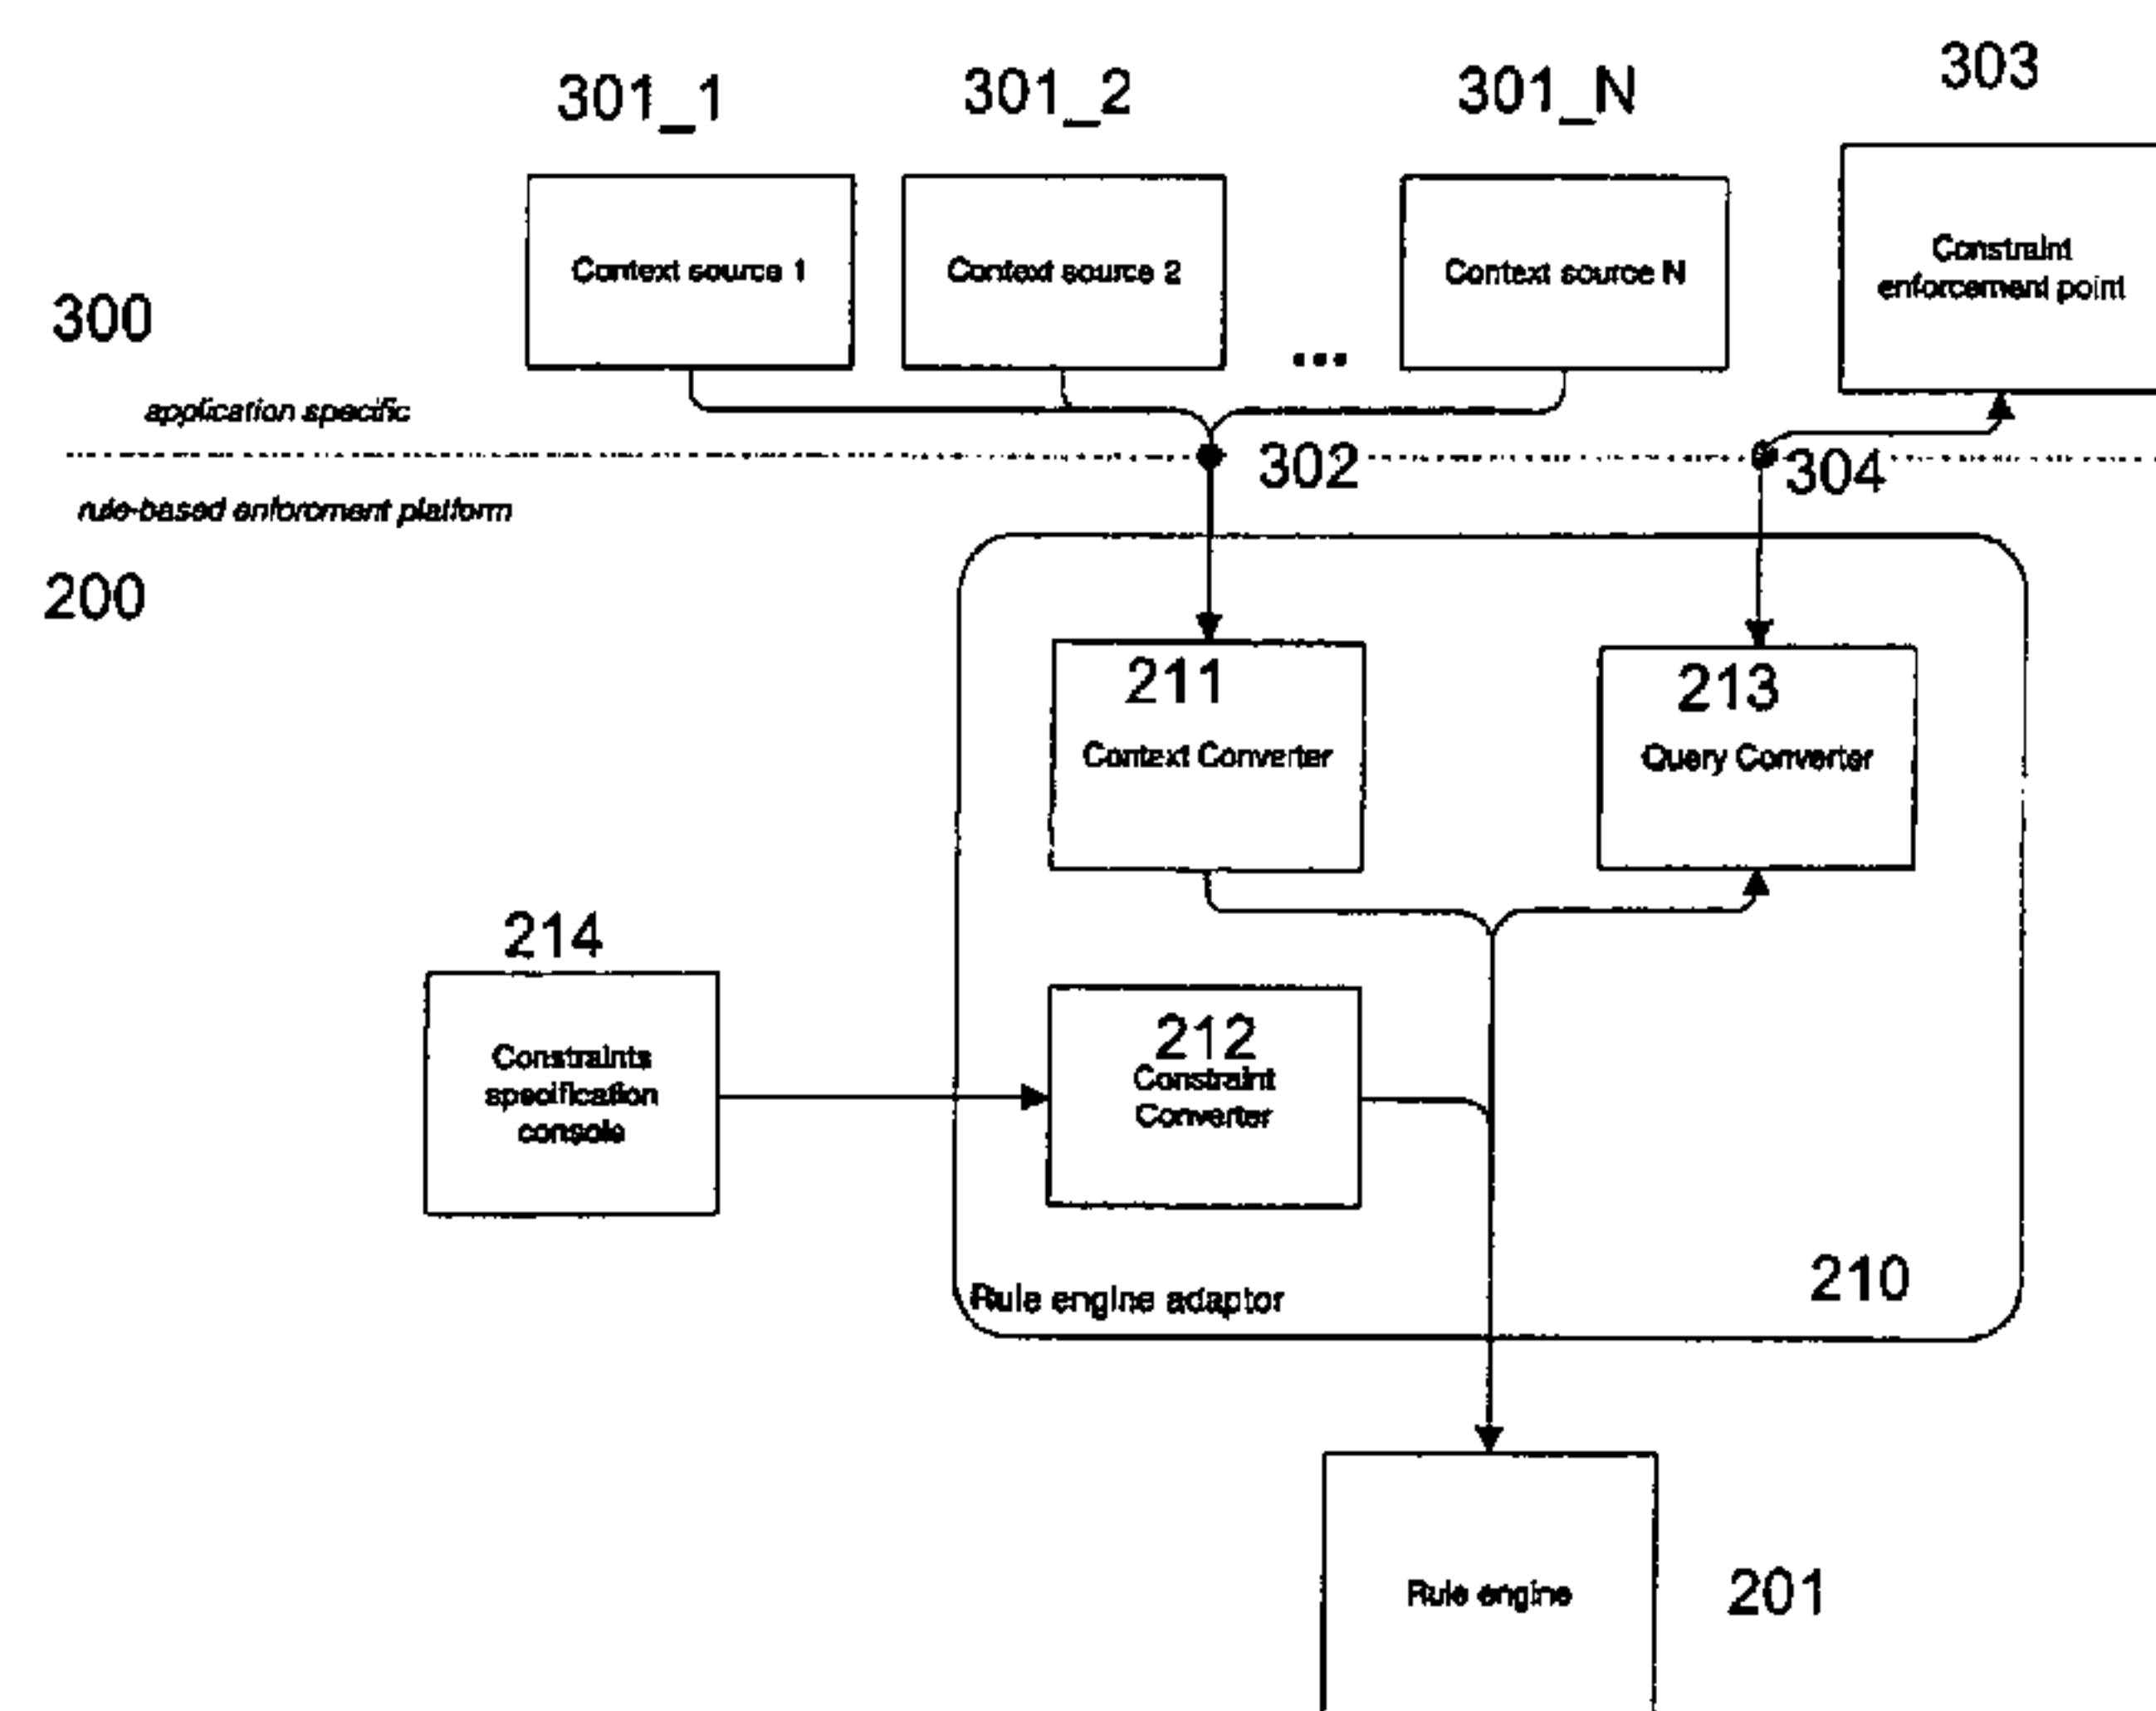 301_1
301_2
301_N
303
Context source 1
Context source 2
...
Context source N
Constraint
enforcement point
300
application specific
302
304
rule-based enforcment platform
200
211
Context Converter
213
Query Converter
214
Constraints
specification
console
212
Constraint
Converter
Rule engine adaptor
210
Rule engine
201